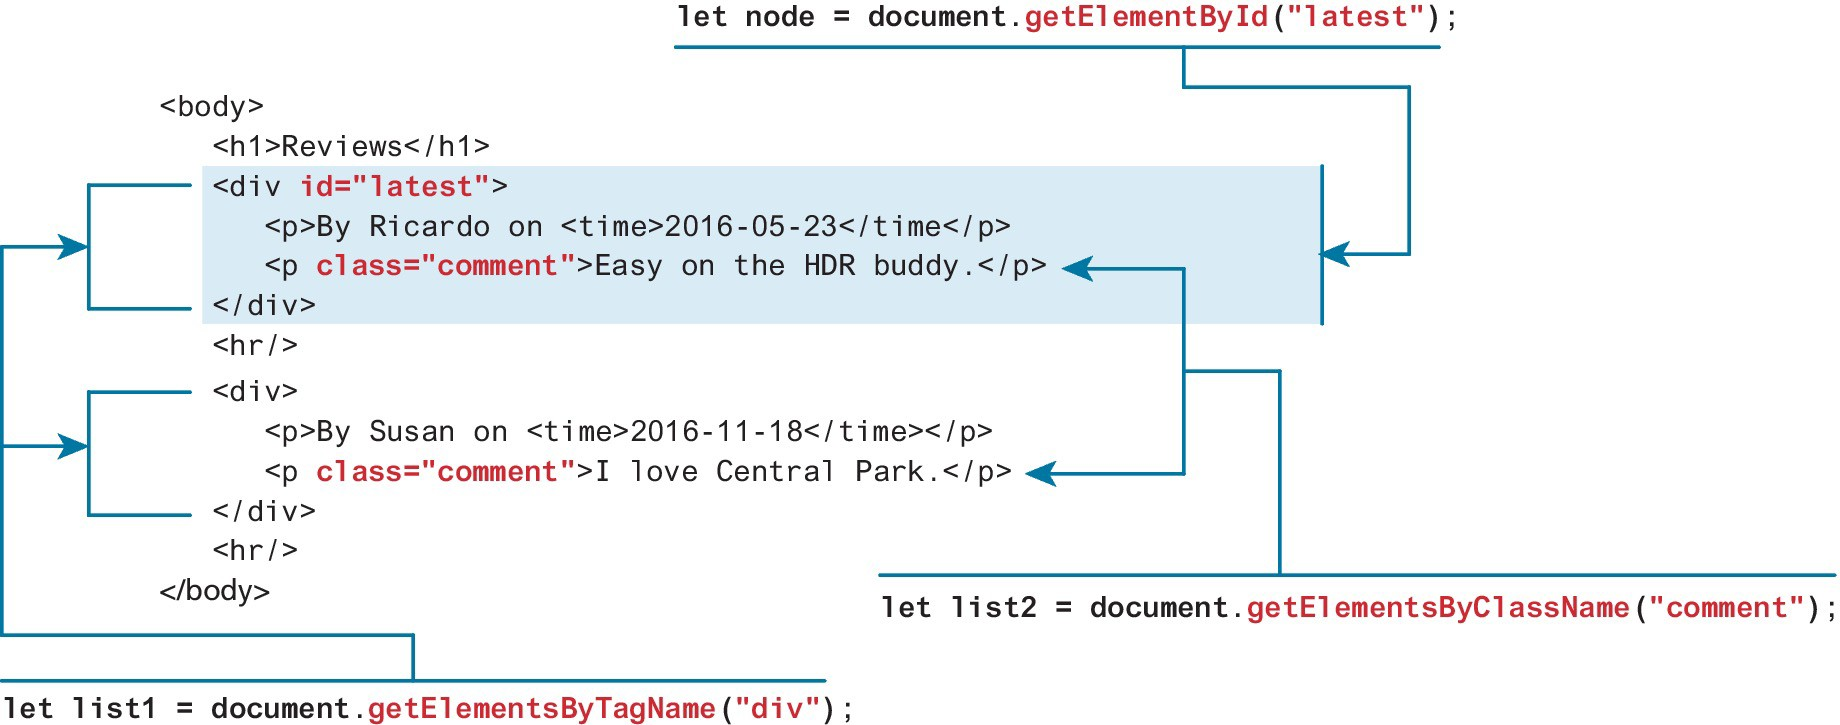 let node = document.getElementById("latest");
<body>
<h1>Reviews</h1>
<div id="latest">
<p>By Ricardo on <time>2016-05-23</time</p>
<p class="comment">Easy on the HDR buddy.</p>
</div>
<hr/>
<div>
<p>By Susan on <time>2016-11-18</time></p>
<p class="comment">I love Central Park.</p>
</div>
<hr/>
</body>
let list2 = document.getElementsByClassName("comment");
let list1 = document.getElementsByTagName("div");